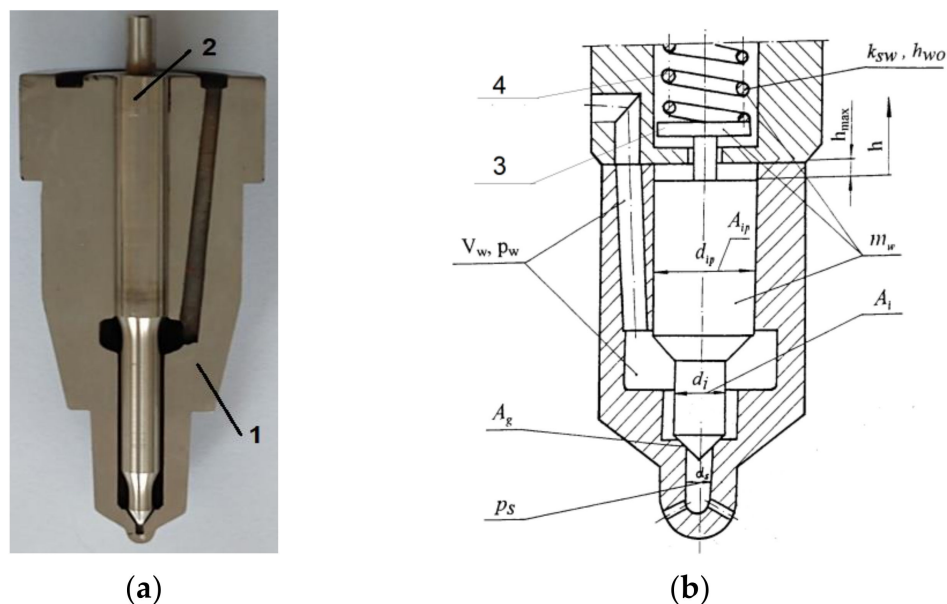 2
1
(a)
4
3
k_sw, h_wo
h_max
h
V_w, p_w
A_ip
d_ip
m_w
A_i
d_i
A_g
d_s
p_s
(b)